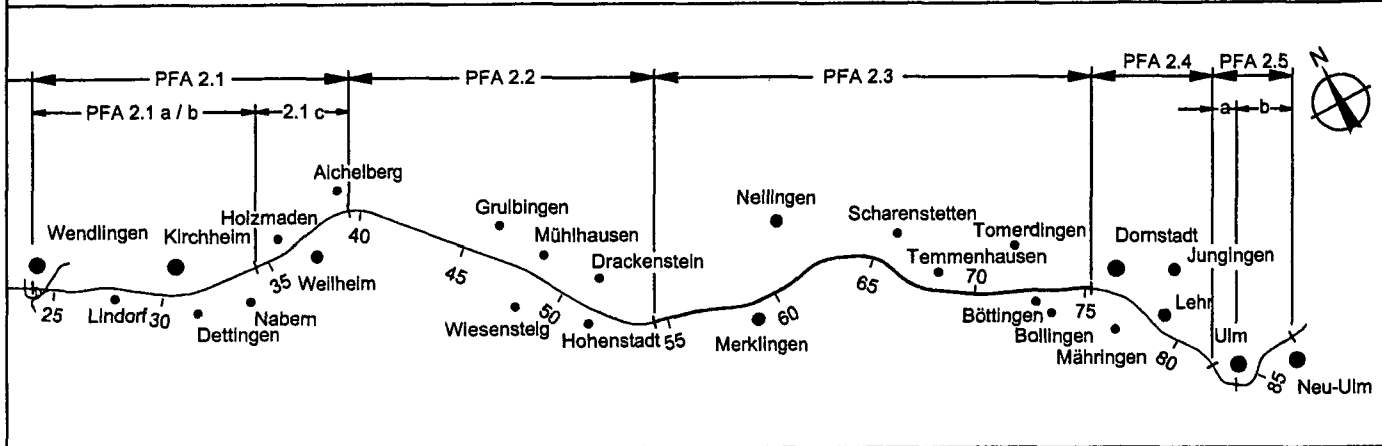 PFA 2.1
PFA 2.2
PFA 2.3
PFA 2.4
PFA 2.5
PFA 2.1 a / b
2.1 c
a
b
N
Aichelberg
Holzmaden
Wendlingen
Kirchheim
40
35
Weilheim
25
Lindorf
30
Nabern
Dettingen
Gruibingen
Mühlhausen
45
Drackenstein
50
Wiesensteig
Hohenstadt
55
Nellingen
Merklingen
60
Scharenstetten
65
Temmenhausen
Tomerdingen
70
Böttingen
Bollingen
75
Dornstadt
Jungingen
Lehr
Mähringen
80
Ulm
85
Neu-Ulm